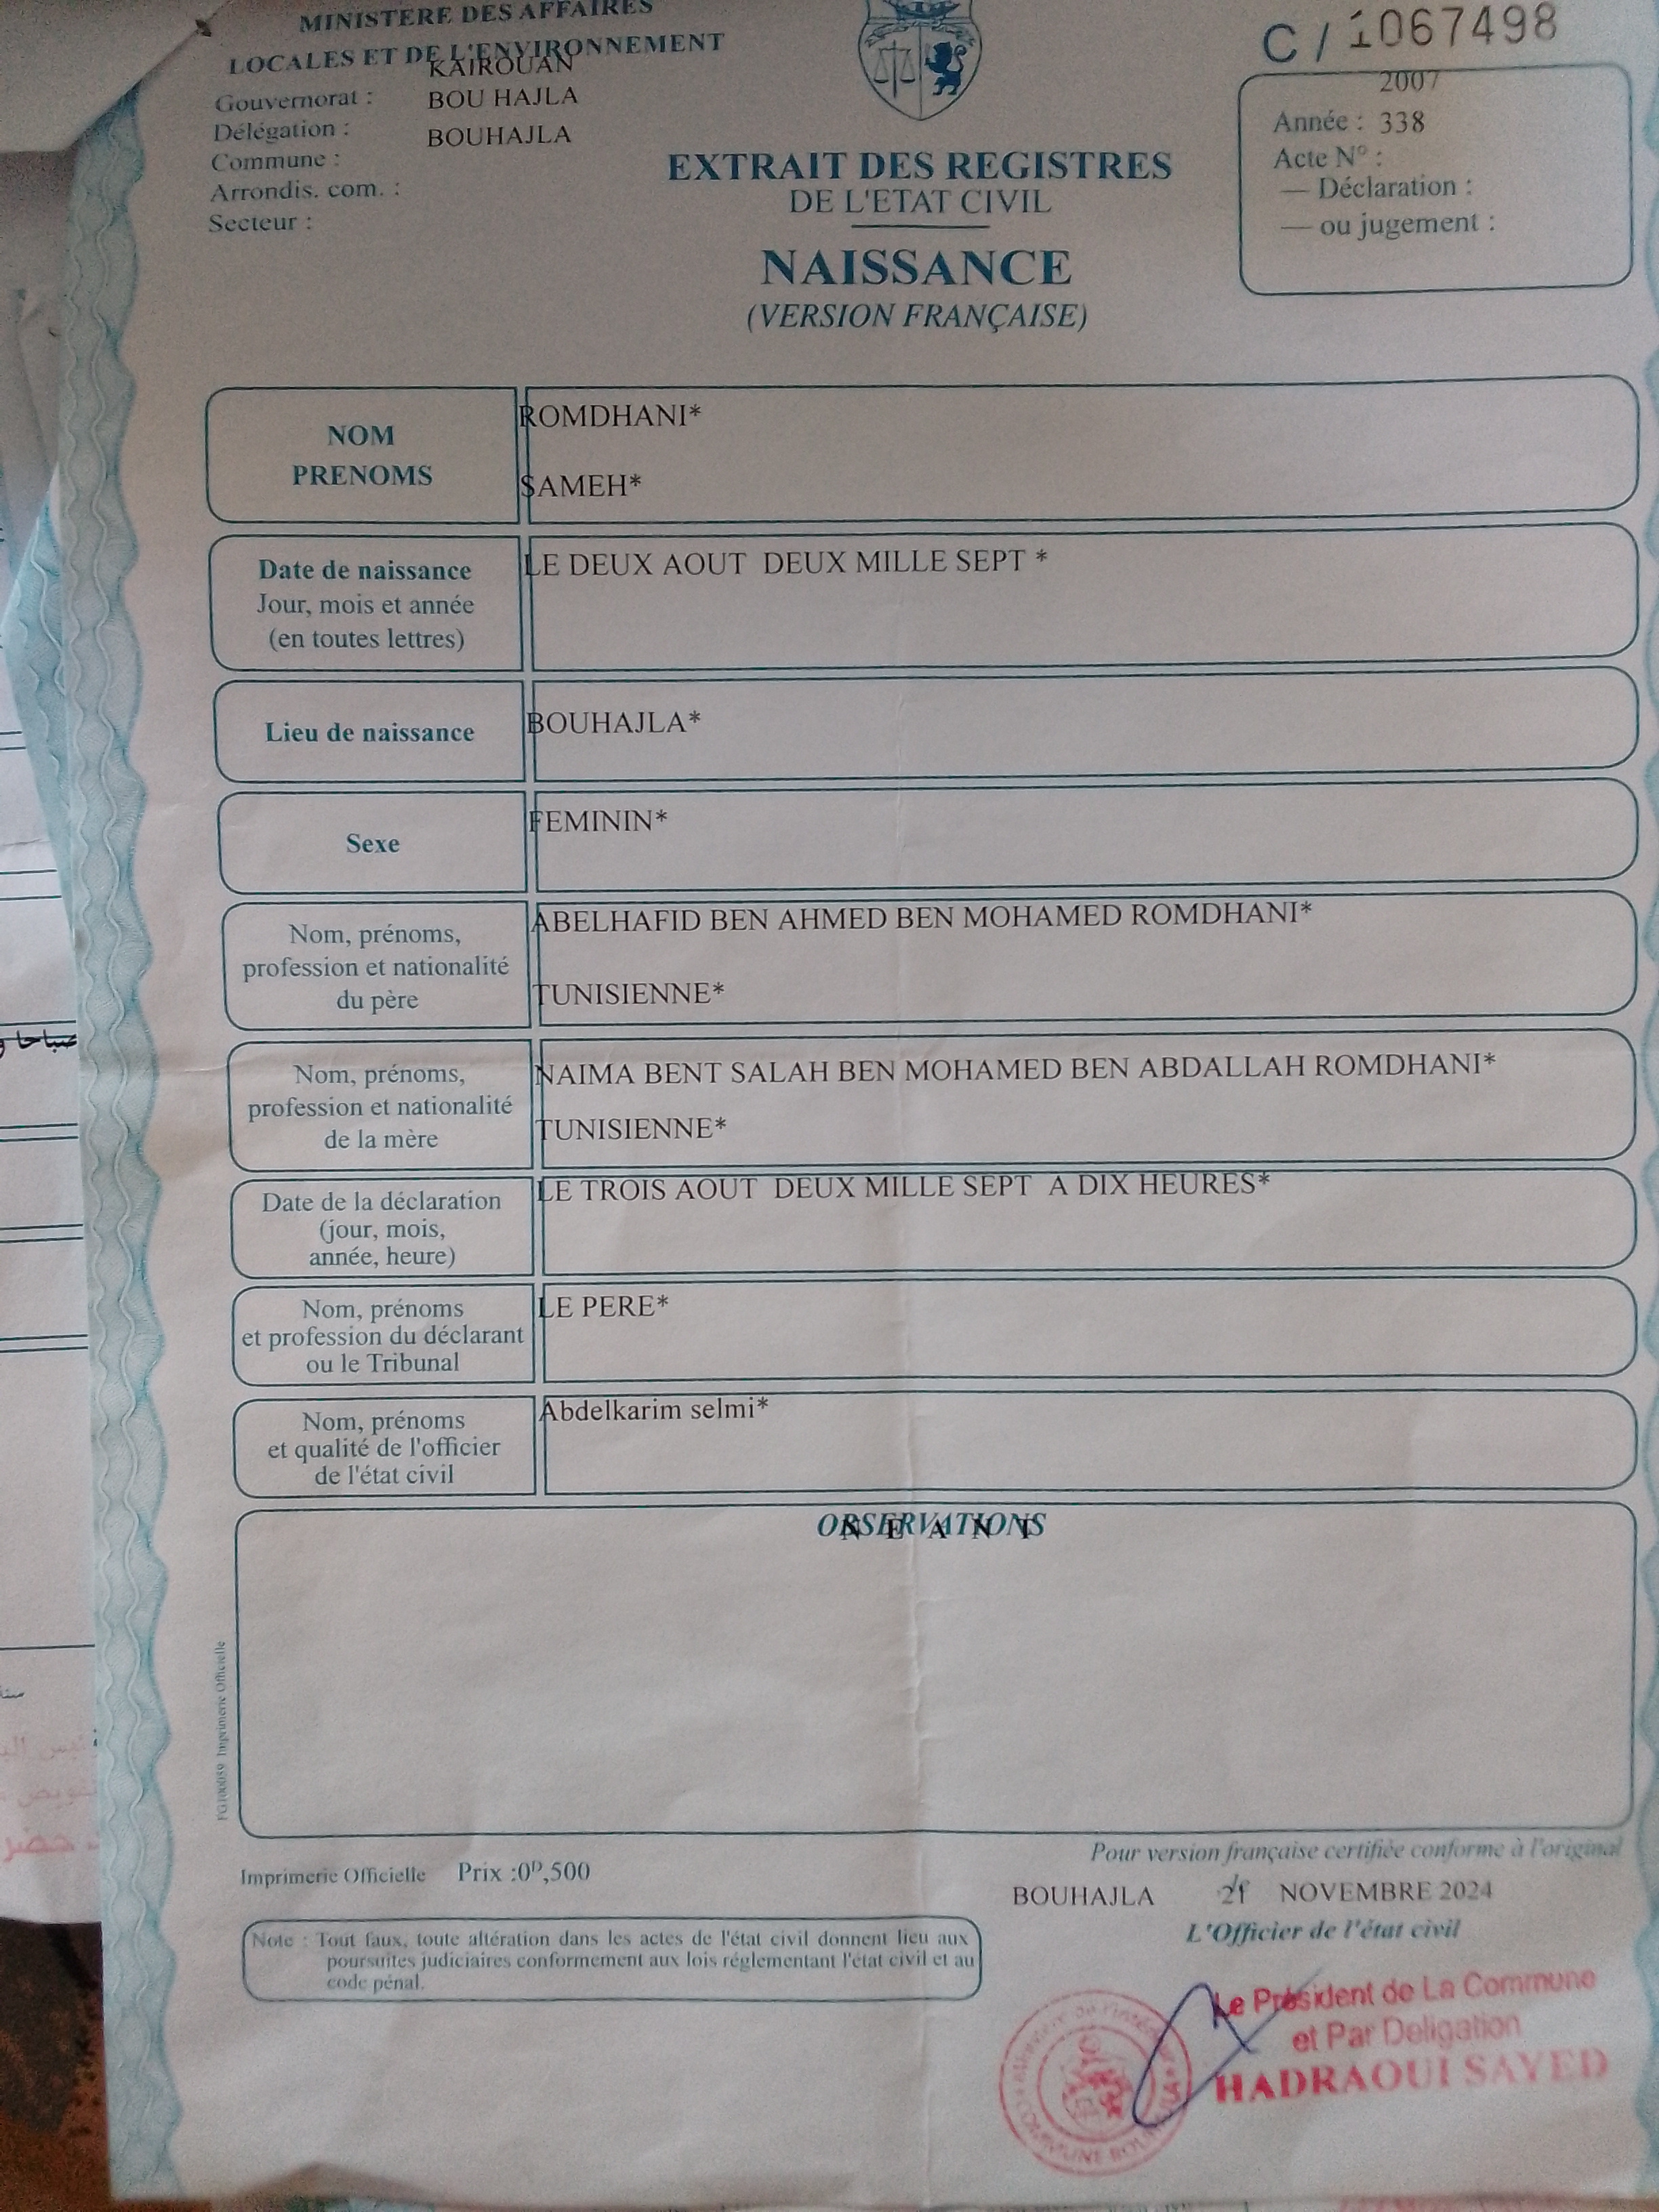 MINISTERE DES AFFAIRES
LOCALES ET DE L'ENVIRONNEMENT
KAIROUAN
Gouvernorat : BOU HAJLA
Délégation : BOUHAJLA
Commune :
Arrondis. com. :
Secteur :
C / 1067498
2007
Année : 338
Acte N° :
— Déclaration :
— ou jugement :
EXTRAIT DES REGISTRES
DE L'ETAT CIVIL
NAISSANCE
(VERSION FRANÇAISE)
NOM
PRENOMS
ROMDHANI*
SAMEH*
Date de naissance
Jour, mois et année
(en toutes lettres)
LE DEUX AOUT DEUX MILLE SEPT *
Lieu de naissance
BOUHAJLA*
Sexe
FEMININ*
Nom, prénoms,
profession et nationalité
du père
ABELHAFID BEN AHMED BEN MOHAMED ROMDHANI*
TUNISIENNE*
Nom, prénoms,
profession et nationalité
de la mère
NAIMA BENT SALAH BEN MOHAMED BEN ABDALLAH ROMDHANI*
TUNISIENNE*
Date de la déclaration
(jour, mois,
année, heure)
LE TROIS AOUT DEUX MILLE SEPT A DIX HEURES*
Nom, prénoms
et profession du déclarant
ou le Tribunal
LE PERE*
Nom, prénoms
et qualité de l'officier
de l'état civil
Abdelkarim selmi*
OBSERVATIONS
N E A N T
Imprimerie Officielle
Imprimerie Officielle Prix :0ᴰ,500
Pour version française certifiée conforme à l'original
BOUHAJLA NOVEMBRE 2024
L'Officier de l'état civil
Note : Tout faux, toute altération dans les actes de l'état civil donnent lieu aux
poursuites judiciaires conformement aux lois réglementant l'état civil et au
code pénal.
Le Président de La Commune
et Par Deligation
HADRAOUI SAYED
صباحا
حضر